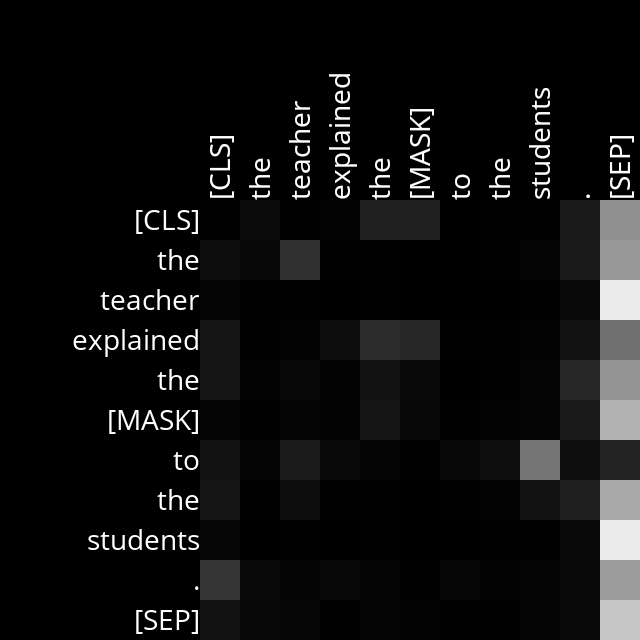 [CLS] the teacher explained the [MASK] to the students . [SEP]
[CLS]
the
teacher
explained
the
[MASK]
to
the
students
.
[SEP]